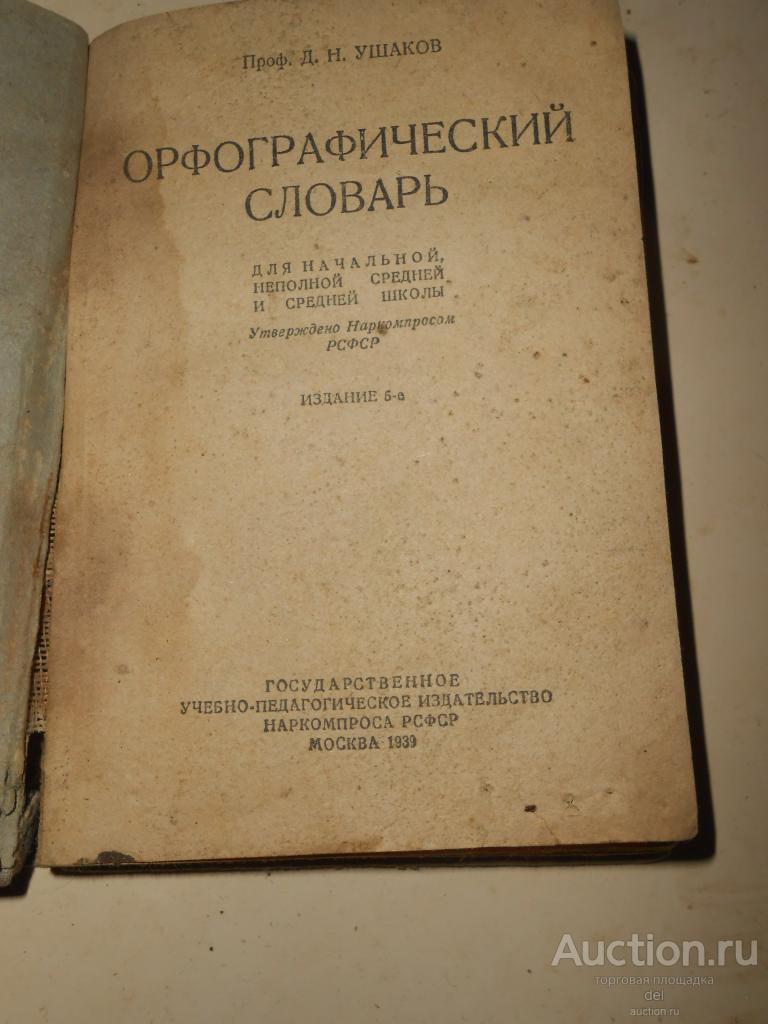 Проф. Д. Н. УШАКОВ
ОРФОГРАФИЧЕСКИЙ
СЛОВАРЬ
ДЛЯ НАЧАЛЬНОЙ,
НЕПОЛНОЙ СРЕДНЕЙ
И СРЕДНЕЙ ШКОЛЫ
Утверждено Наркомпросом
РСФСР
ИЗДАНИЕ 5-е
ГОСУДАРСТВЕННОЕ
УЧЕБНО-ПЕДАГОГИЧЕСКОЕ ИЗДАТЕЛЬСТВО
НАРКОМПРОСА РСФСР
МОСКВА 1939
Auction.ru
торговая площадка
del
auction.ru